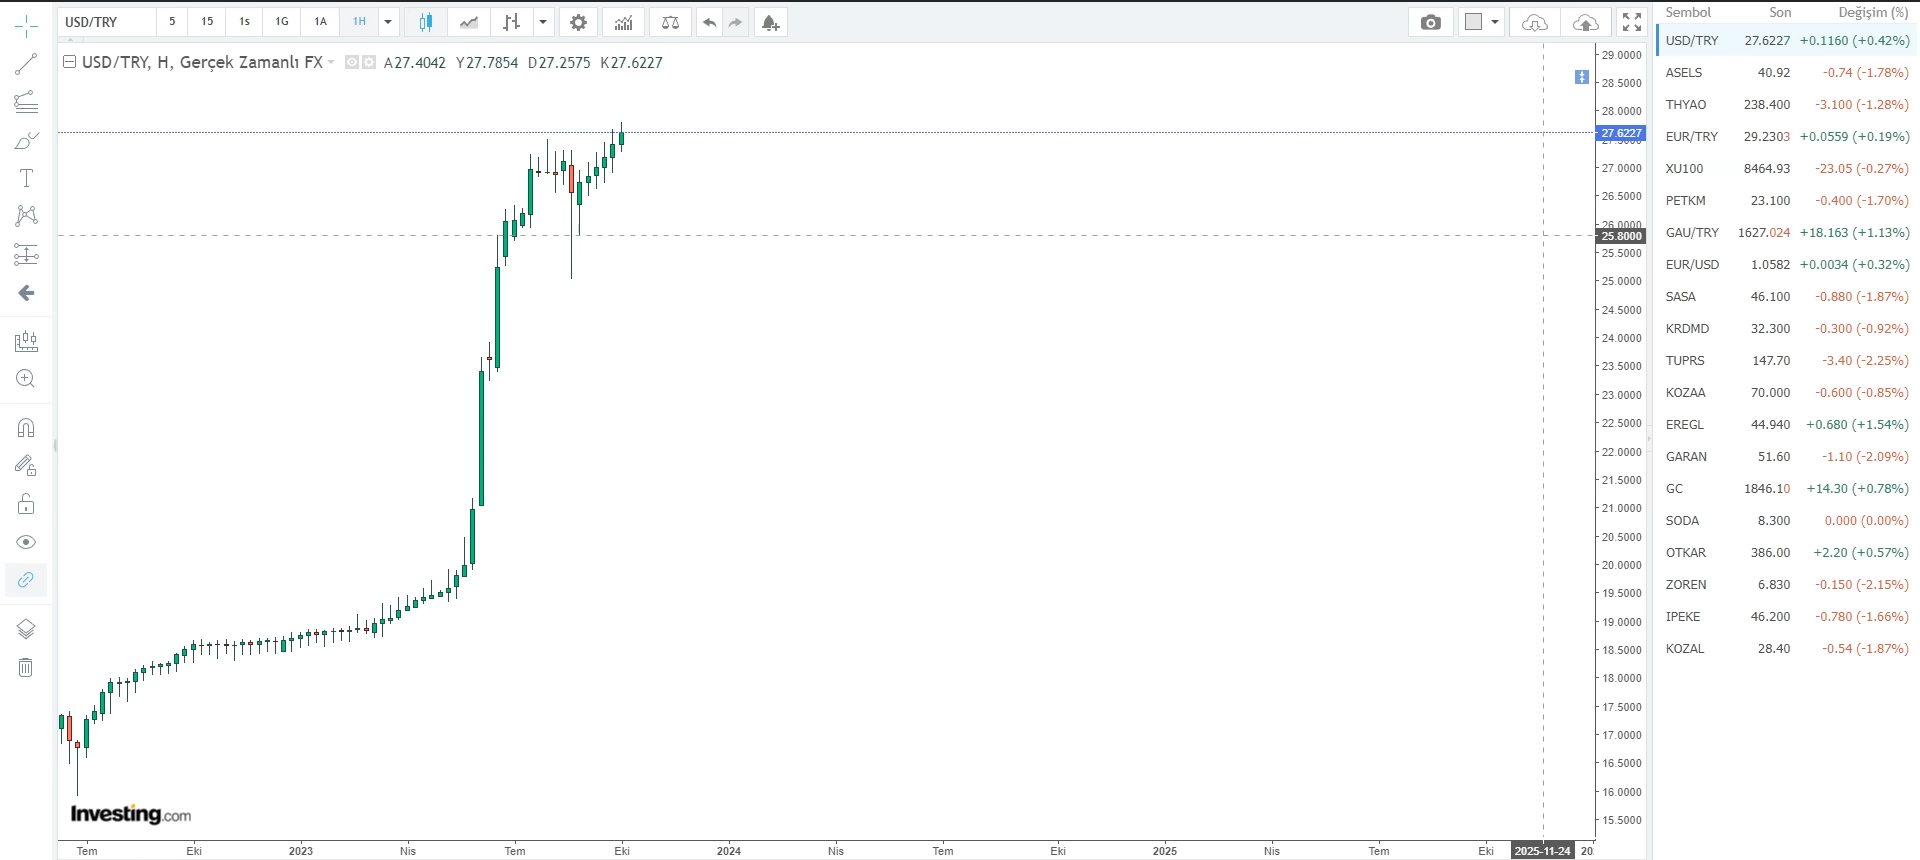 USD/TRY 5 15 1s 1G 1A 1H
USD/TRY, H, Gerçek Zamanlı FX A27.4042 Y27.7854 D27.2575 K27.6227
29.0000
28.5000
28.0000
27.6227
27.0000
26.5000
26.0000
25.8000
25.5000
25.0000
24.5000
24.0000
23.5000
23.0000
22.5000
22.0000
21.5000
21.0000
20.5000
20.0000
19.5000
19.0000
18.5000
18.0000
17.5000
17.0000
16.5000
16.0000
15.5000
Investing.com
Tem Eki 2023 Nis Tem Eki 2024 Nis Tem Eki 2025 Nis Tem Eki 2025-11-24
Sembol Son Değişim (%)
USD/TRY 27.6227 +0.1160 (+0.42%)
ASELS 40.92 -0.74 (-1.78%)
THYAO 238.400 -3.100 (-1.28%)
EUR/TRY 29.2303 +0.0559 (+0.19%)
XU100 8464.93 -23.05 (-0.27%)
PETKM 23.100 -0.400 (-1.70%)
GAU/TRY 1627.024 +18.163 (+1.13%)
EUR/USD 1.0582 +0.0034 (+0.32%)
SASA 46.100 -0.880 (-1.87%)
KRDMD 32.300 -0.300 (-0.92%)
TUPRS 147.70 -3.40 (-2.25%)
KOZAA 70.000 -0.600 (-0.85%)
EREGL 44.940 +0.680 (+1.54%)
GARAN 51.60 -1.10 (-2.09%)
GC 1846.10 +14.30 (+0.78%)
SODA 8.300 0.000 (0.00%)
OTKAR 386.00 +2.20 (+0.57%)
ZOREN 6.830 -0.150 (-2.15%)
IPEKE 46.200 -0.780 (-1.66%)
KOZAL 28.40 -0.54 (-1.87%)